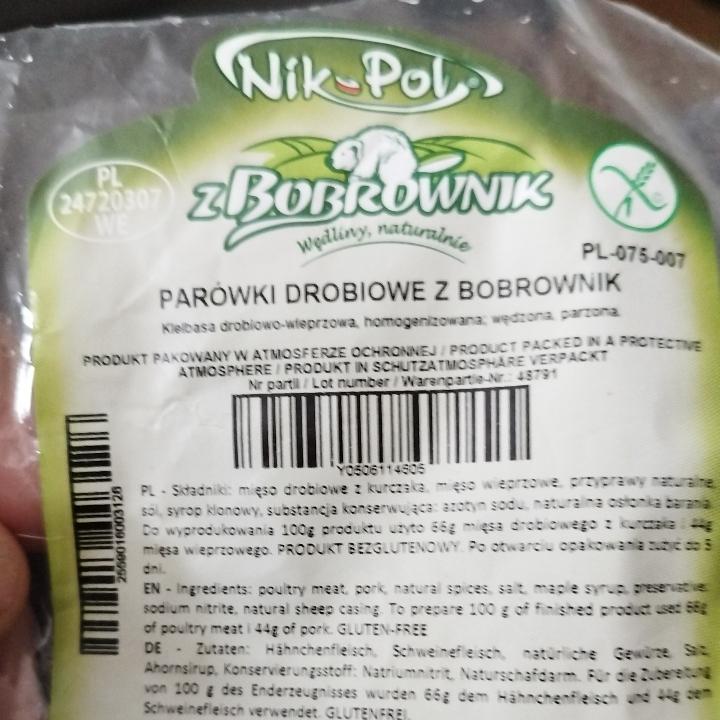 Nik-Pol
z BOBROWNIK
Wędliny, naturalnie
PL
24720307
WE
PL-075-007
PARÓWKI DROBIOWE Z BOBROWNIK
Kiełbasa drobiowo-wieprzowa, homogenizowana; wędzona, parzona.
PRODUKT PAKOWANY W ATMOSFERZE OCHRONNEJ / PRODUCT PACKED IN A PROTECTIVE
ATMOSPHERE / PRODUKT IN SCHUTZATMOSPHÄRE VERPACKT
Nr partii / Lot number / Warenpartie-Nr.: 48791
Y0506114605
PL - Składniki: mięso drobiowe z kurczaka, mięso wieprzowe, przyprawy naturalne,
sól, syrop klonowy, substancja konserwująca: azotyn sodu, naturalna osłonka barania.
Do wyprodukowania 100g produktu użyto 66g mięsa drobiowego z kurczaka i 44g
mięsa wieprzowego. PRODUKT BEZGLUTENOWY. Po otwarciu opakowania zużyć do 5
dni.
EN - Ingredients: poultry meat, pork, natural spices, salt, maple syrup, preservative:
sodium nitrite, natural sheep casing. To prepare 100 g of finished product used 66g
of poultry meat i 44g of pork. GLUTEN-FREE
DE - Zutaten: Hähnchenfleisch, Schweinefleisch, natürliche Gewürze, Salz,
Ahornsirup, Konservierungsstoff: Natriumnitrit, Naturschafdarm. Für die Zubereitung
von 100 g des Enderzeugnisses wurden 66g dem Hähnchenfleisch und 44g dem
Schweinefleisch verwendet. GLUTENFREI.